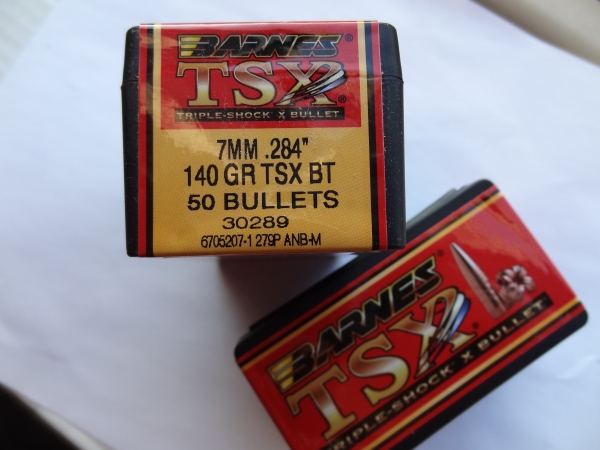 BARNES
TSX®
TRIPLE-SHOCK X BULLET
7MM .284"
140 GR TSX BT
50 BULLETS
30289
6705207-1 279P ANB-M
BARNES
TSX®
TRIPLE-SHOCK X BULLET